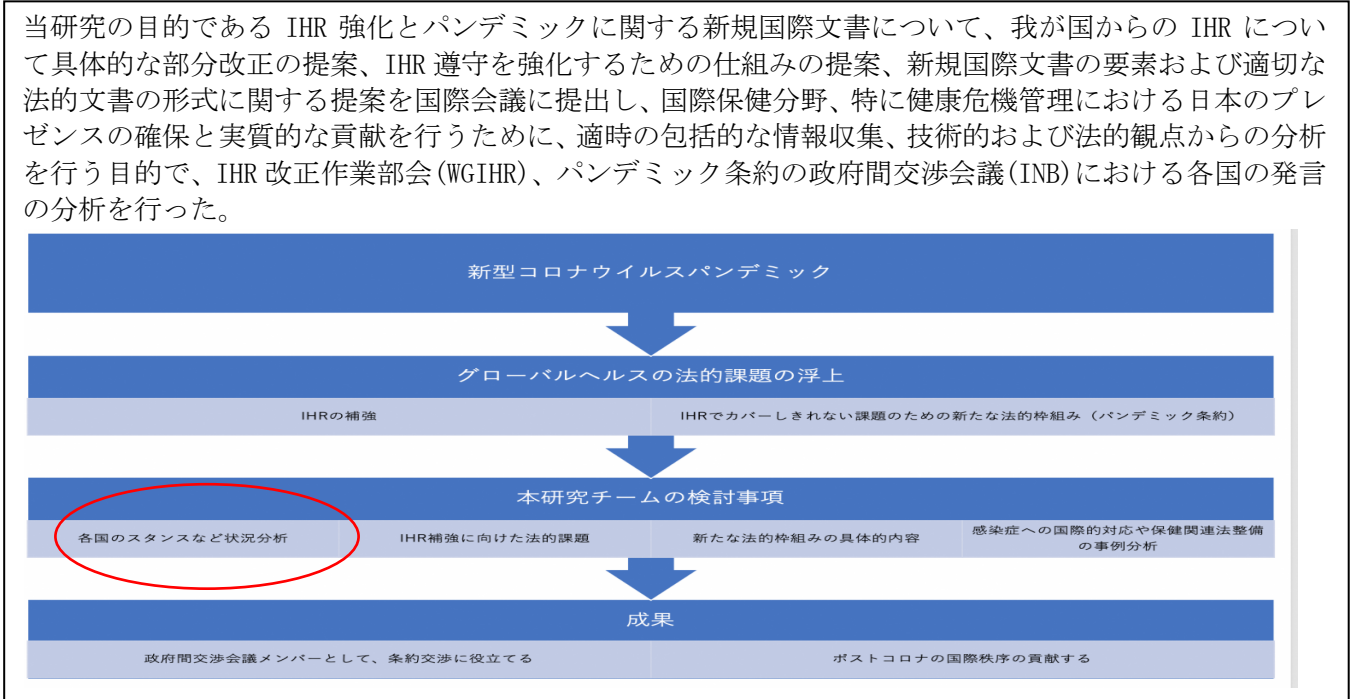 当研究の目的である IHR 強化とパンデミックに関する新規国際文書について、我が国からの IHR につい
て具体的な部分改正の提案、IHR 遵守を強化するための仕組みの提案、新規国際文書の要素および適切な
法的文書の形式に関する提案を国際会議に提出し、国際保健分野、特に健康危機管理における日本のプレ
ゼンスの確保と実質的な貢献を行うために、適時の包括的な情報収集、技術的および法的観点からの分析
を行う目的で、IHR 改正作業部会(WGIHR)、パンデミック条約の政府間交渉会議(INB)における各国の発言
の分析を行った。
新型コロナウイルスパンデミック
グローバルヘルスの法的課題の浮上
IHRの補強
IHRでカバーしきれない課題のための新たな法的枠組み（パンデミック条約）
本研究チームの検討事項
各国のスタンスなど状況分析
IHR補強に向けた法的課題
新たな法的枠組みの具体的内容
感染症への国際的対応や保健関連法整備
の事例分析
成果
政府間交渉会議メンバーとして、条約交渉に役立てる
ポストコロナの国際秩序の貢献する